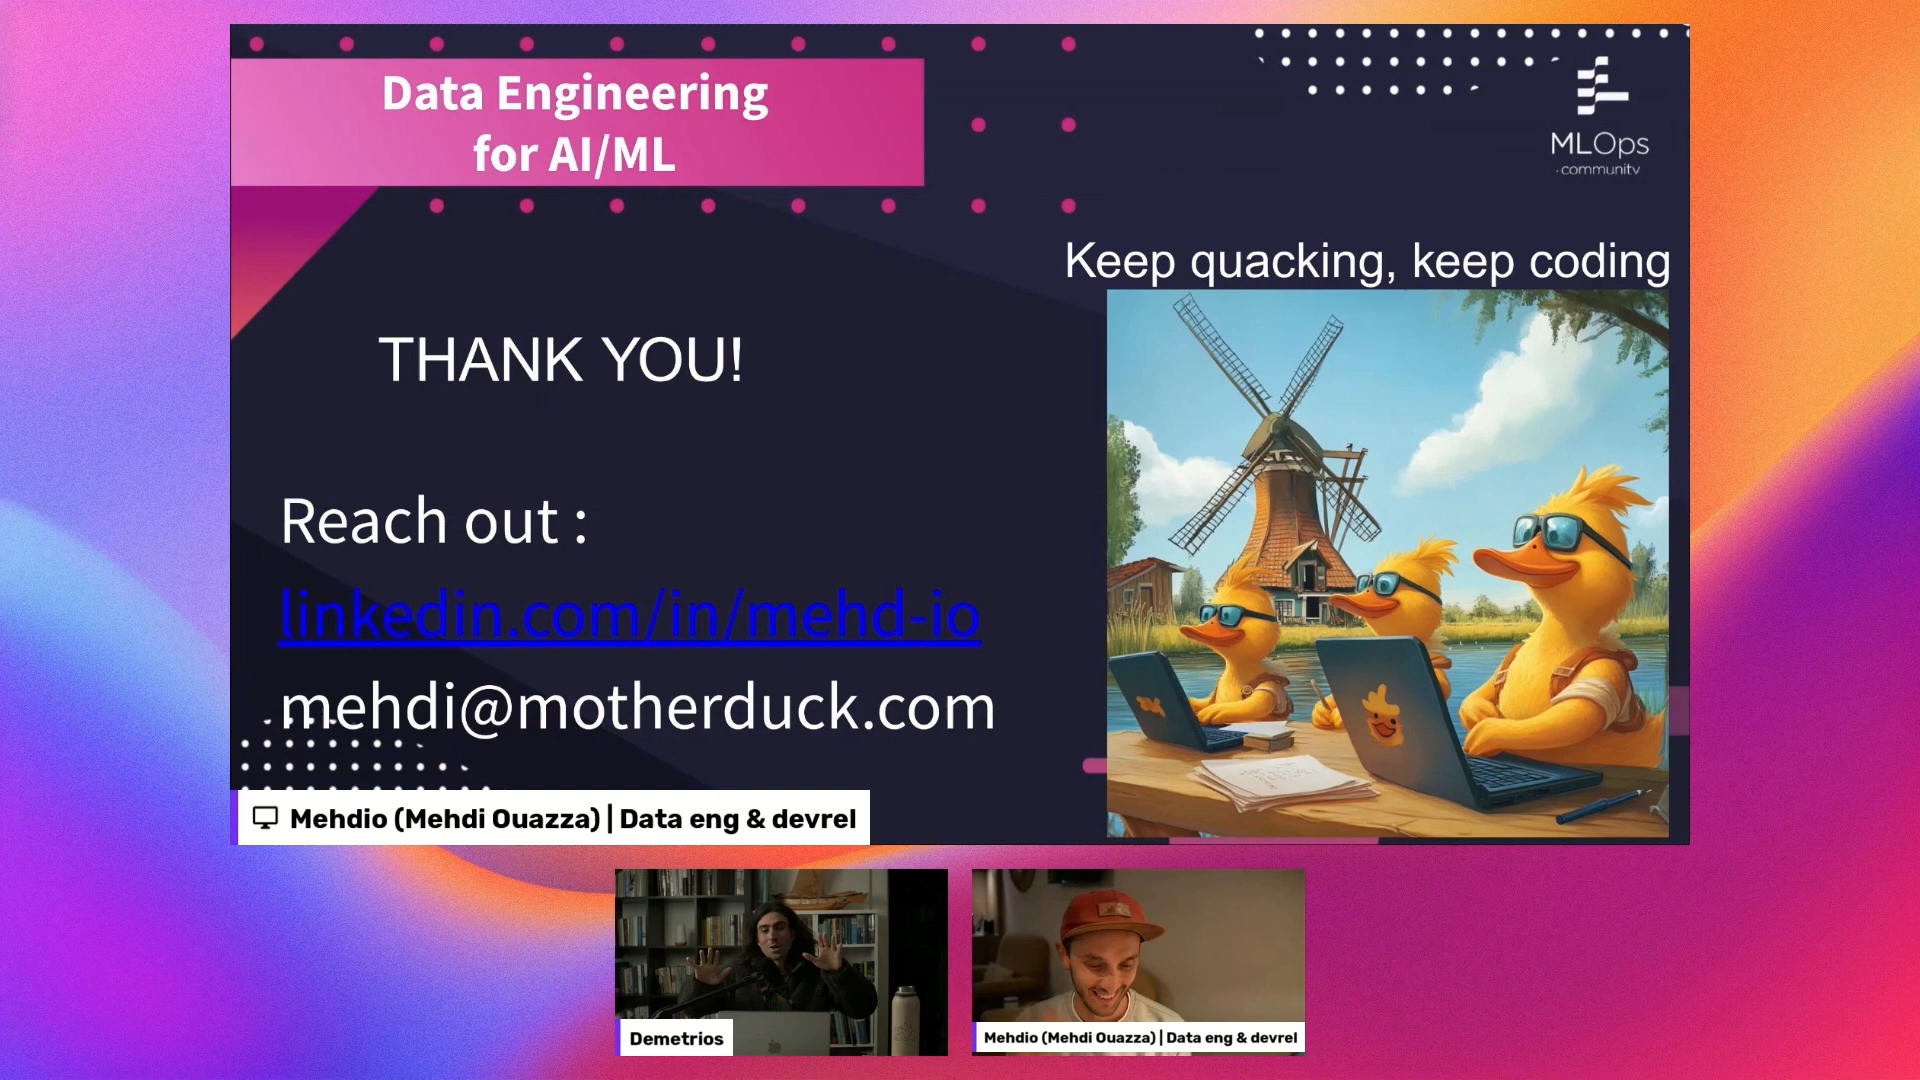 Data Engineering
for AI/ML
MLOps
community
Keep quacking, keep coding
THANK YOU!
Reach out :
linkedin.com/in/mehd-io
mehdi@motherduck.com
Mehdio (Mehdi Ouazza) | Data eng & devrel
Demetrios
Mehdio (Mehdi Ouazza) | Data eng & devrel